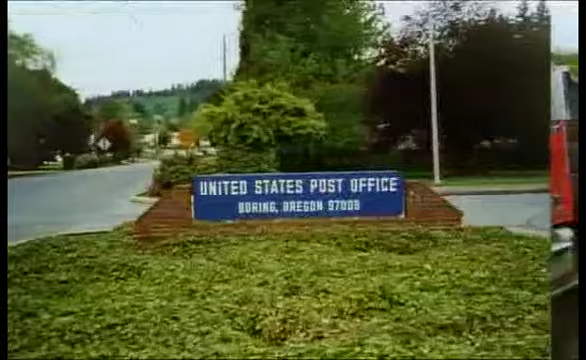 UNITED STATES POST OFFICE
BORING, OREGON 97009